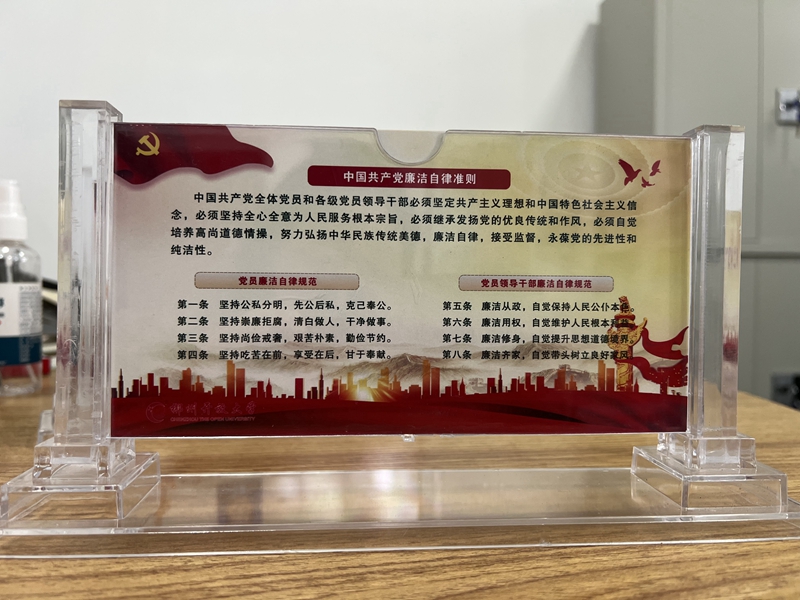 中国共产党廉洁自律准则
中国共产党全体党员和各级党员领导干部必须坚定共产主义理想和中国特色社会主义信
念，必须坚持全心全意为人民服务根本宗旨，必须继承发扬党的优良传统和作风，必须自觉
培养高尚道德情操，努力弘扬中华民族传统美德，廉洁自律，接受监督，永葆党的先进性和
纯洁性。
党员廉洁自律规范
第一条 坚持公私分明，先公后私，克己奉公。
第二条 坚持崇廉拒腐，清白做人，干净做事。
第三条 坚持尚俭戒奢，艰苦朴素，勤俭节约。
第四条 坚持吃苦在前，享受在后，甘于奉献。
党员领导干部廉洁自律规范
第五条 廉洁从政，自觉保持人民公仆本色。
第六条 廉洁用权，自觉维护人民根本利益
第七条 廉洁修身，自觉提升思想道德境界
第八条 廉洁齐家，自觉带头树立良好家风